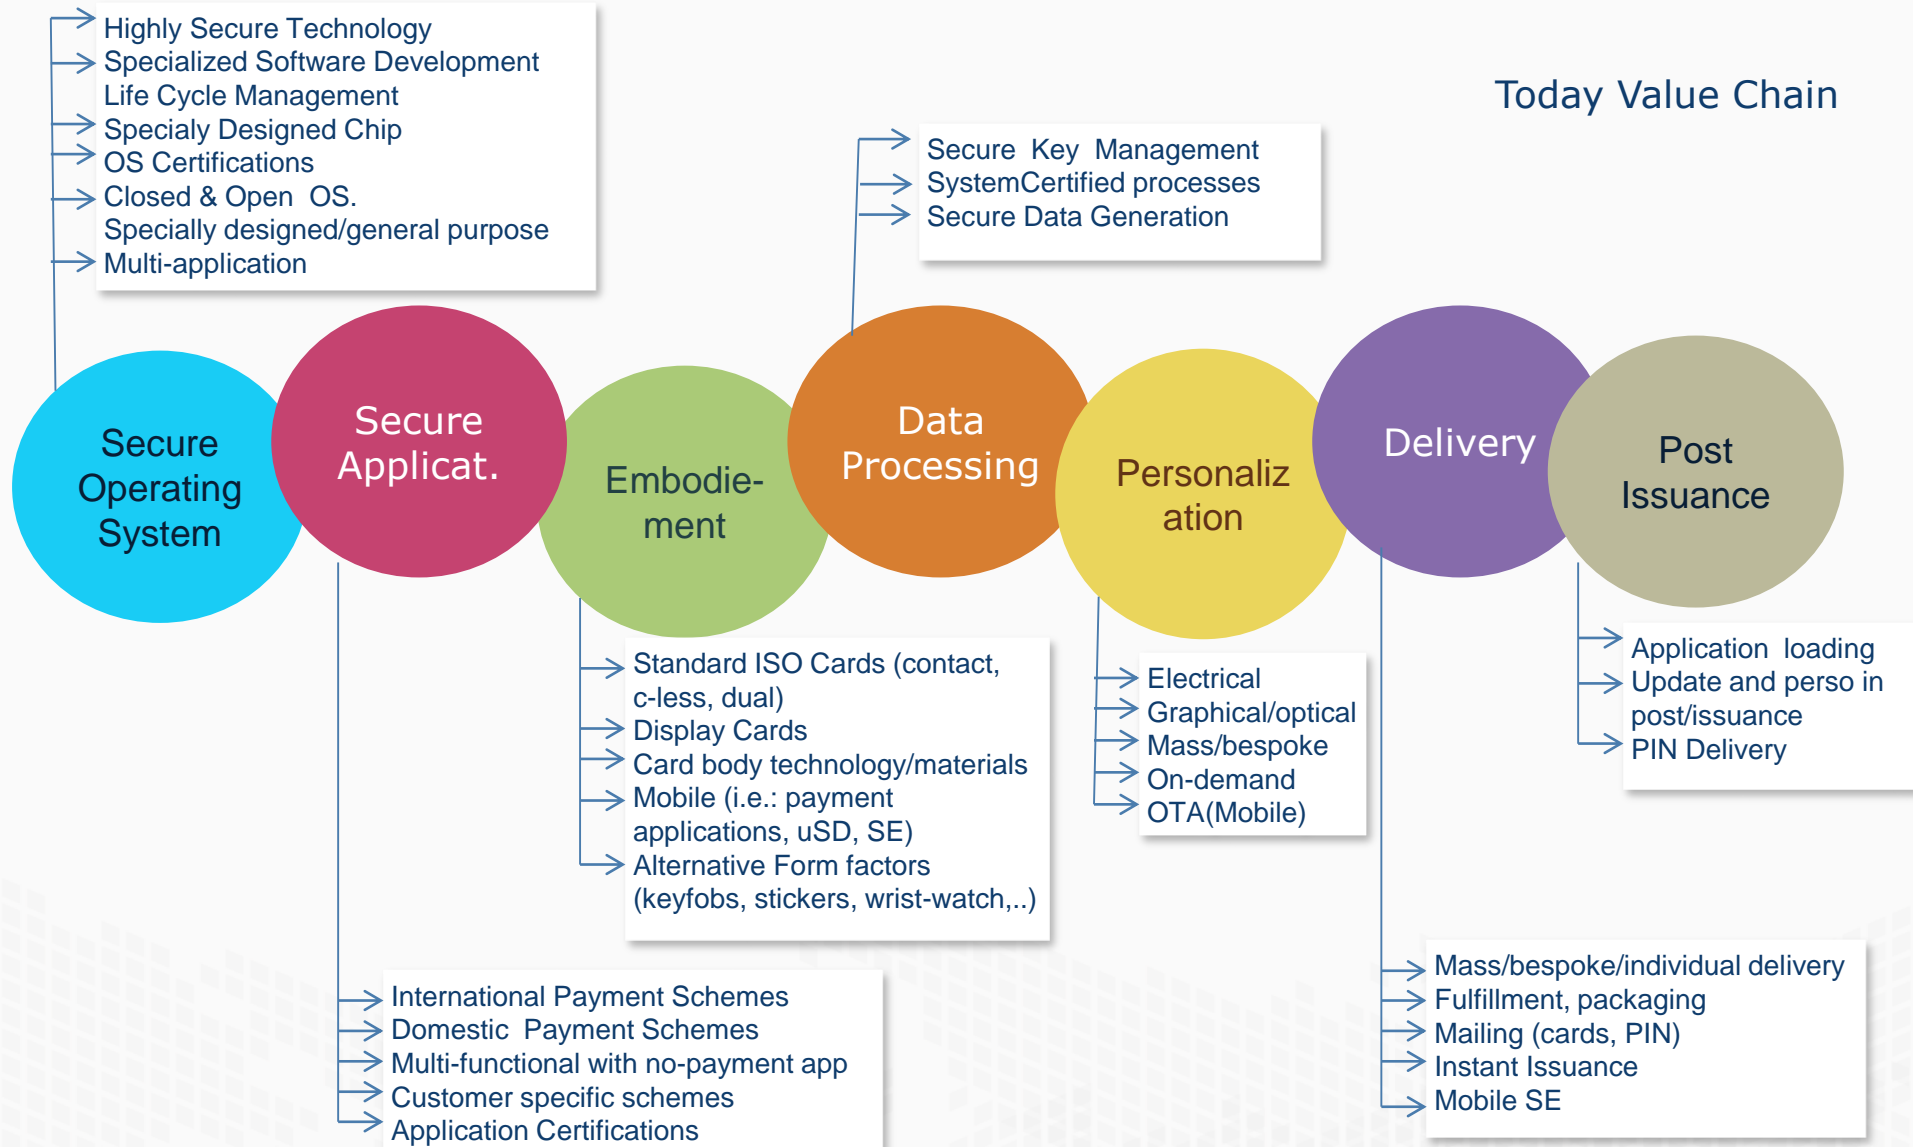 Today Value Chain
Highly Secure Technology
Specialized Software Development
Life Cycle Management
Specialy Designed Chip
OS Certifications
Closed & Open OS.
Specially designed/general purpose
Multi-application
Secure Key Management
SystemCertified processes
Secure Data Generation
Secure
Operating
System
Secure
Applicat.
Embodie-
ment
Data
Processing
Personaliz
ation
Delivery
Post
Issuance
Standard ISO Cards (contact,
c-less, dual)
Display Cards
Card body technology/materials
Mobile (i.e.: payment
applications, uSD, SE)
Alternative Form factors
(keyfobs, stickers, wrist-watch,..)
Electrical
Graphical/optical
Mass/bespoke
On-demand
OTA(Mobile)
Application loading
Update and perso in
post/issuance
PIN Delivery
International Payment Schemes
Domestic Payment Schemes
Multi-functional with no-payment app
Customer specific schemes
Application Certifications
Mass/bespoke/individual delivery
Fulfillment, packaging
Mailing (cards, PIN)
Instant Issuance
Mobile SE